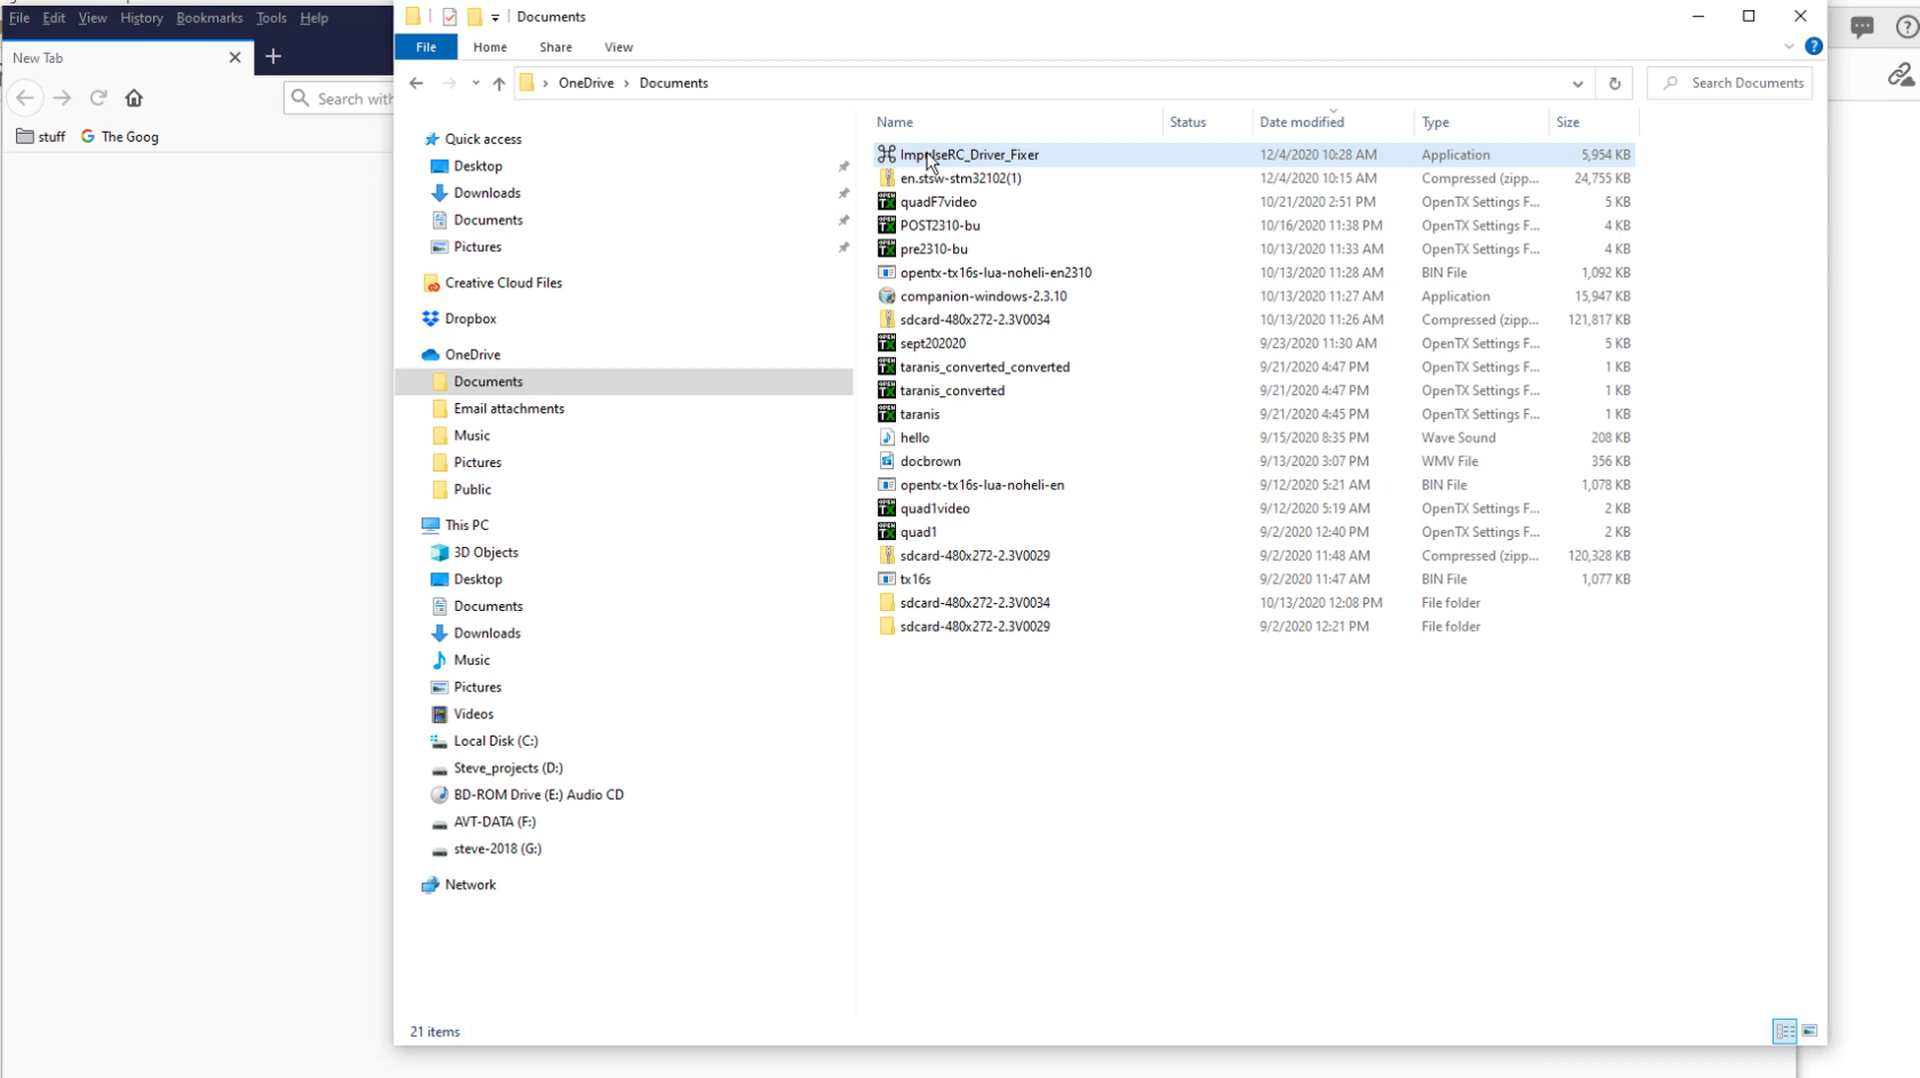 File Edit View History Bookmarks Tools Help
New Tab
Search with
stuff The Goog
Documents
File Home Share View
OneDrive > Documents
Search Documents
Quick access
Desktop
Downloads
Documents
Pictures
Creative Cloud Files
Dropbox
OneDrive
Documents
Email attachments
Music
Pictures
Public
This PC
3D Objects
Desktop
Documents
Downloads
Music
Pictures
Videos
Local Disk (C:)
Steve_projects (D:)
BD-ROM Drive (E:) Audio CD
AVT-DATA (F:)
steve-2018 (G:)
Network
Name Status Date modified Type Size
ImpulseRC_Driver_Fixer 12/4/2020 10:28 AM Application 5,954 KB
en.stsw-stm32102(1) 12/4/2020 10:15 AM Compressed (zipp... 24,755 KB
quadF7video 10/21/2020 2:51 PM OpenTX Settings F... 5 KB
POST2310-bu 10/16/2020 11:38 PM OpenTX Settings F... 4 KB
pre2310-bu 10/13/2020 11:33 AM OpenTX Settings F... 4 KB
opentx-tx16s-lua-noheli-en2310 10/13/2020 11:28 AM BIN File 1,092 KB
companion-windows-2.3.10 10/13/2020 11:27 AM Application 15,947 KB
sdcard-480x272-2.3V0034 10/13/2020 11:26 AM Compressed (zipp... 121,817 KB
sept202020 9/23/2020 11:30 AM OpenTX Settings F... 5 KB
taranis_converted_converted 9/21/2020 4:47 PM OpenTX Settings F... 1 KB
taranis_converted 9/21/2020 4:47 PM OpenTX Settings F... 1 KB
taranis 9/21/2020 4:45 PM OpenTX Settings F... 1 KB
hello 9/15/2020 8:35 PM Wave Sound 208 KB
docbrown 9/13/2020 3:07 PM WMV File 356 KB
opentx-tx16s-lua-noheli-en 9/12/2020 5:21 AM BIN File 1,078 KB
quad1video 9/12/2020 5:19 AM OpenTX Settings F... 2 KB
quad1 9/2/2020 12:40 PM OpenTX Settings F... 2 KB
sdcard-480x272-2.3V0029 9/2/2020 11:48 AM Compressed (zipp... 120,328 KB
tx16s 9/2/2020 11:47 AM BIN File 1,077 KB
sdcard-480x272-2.3V0034 10/13/2020 12:08 PM File folder
sdcard-480x272-2.3V0029 9/2/2020 12:21 PM File folder
21 items